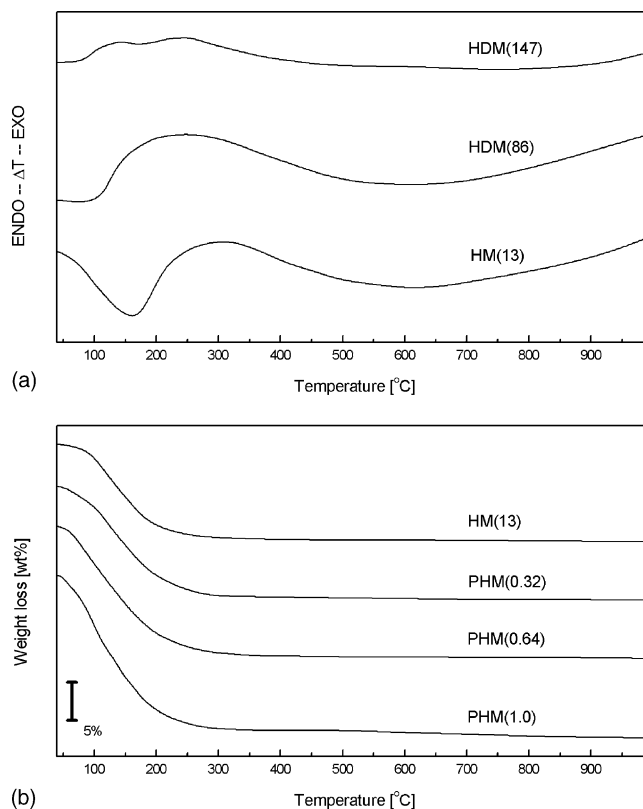 HDM(147)
HDM(86)
HM(13)
ENDO -- ΔT -- EXO
100 200 300 400 500 600 700 800 900
(a)
Temperature [°C]
HM(13)
PHM(0.32)
PHM(0.64)
PHM(1.0)
Weight loss [wt%]
5%
100 200 300 400 500 600 700 800 900
(b)
Temperature [°C]